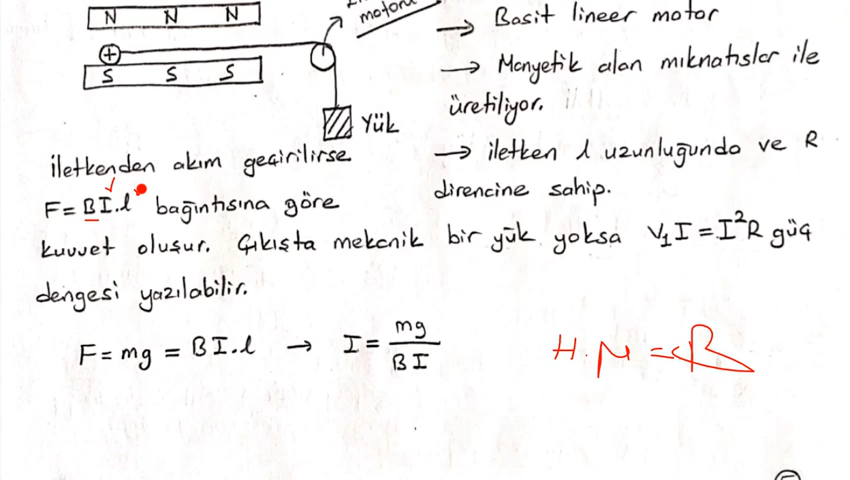 N N N
S S S
motoru
Yük
→ Basit lineer motor
→ Manyetik alan mıknatıslar ile
üretiliyor.
→ iletken l uzunluğunda ve R
direncine sahip.
iletkenden akım geçirilirse
F = BI.l bağıntısına göre
kuvvet oluşur. Çıkışta mekanik bir yük yoksa V₁I = I²R güç
dengesi yazılabilir.
F = mg = BI.l → I = mg / BI
H.M = B